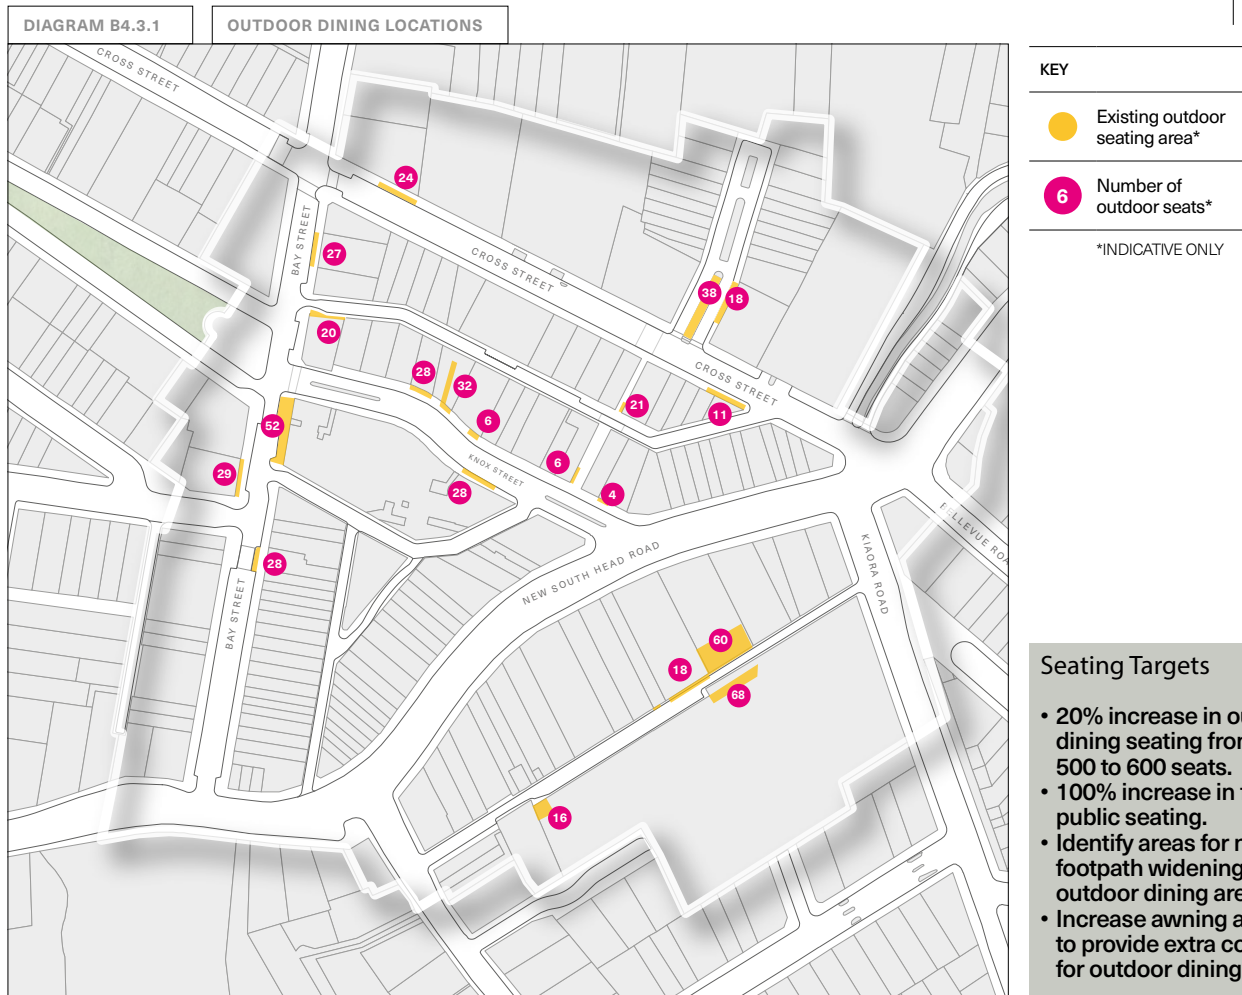 DIAGRAM B4.3.1
OUTDOOR DINING LOCATIONS
CROSS STREET
24
BAY STREET
27
CROSS STREET
38
18
20
28
32
CROSS STREET
21
11
6
52
KNOX STREET
6
29
28
4
28
NEW SOUTH HEAD ROAD
KIAORA ROAD
BELLEVUE
BAY STREET
60
18
68
16
KEY
Existing outdoor
seating area*
6
Number of
outdoor seats*
*INDICATIVE ONLY
Seating Targets
• 20% increase in
dining seating
500 to 600 seats.
• 100% increase in
public seating.
• Identify areas for
footpath widening
outdoor dining
• Increase awning
to provide extra
for outdoor dining